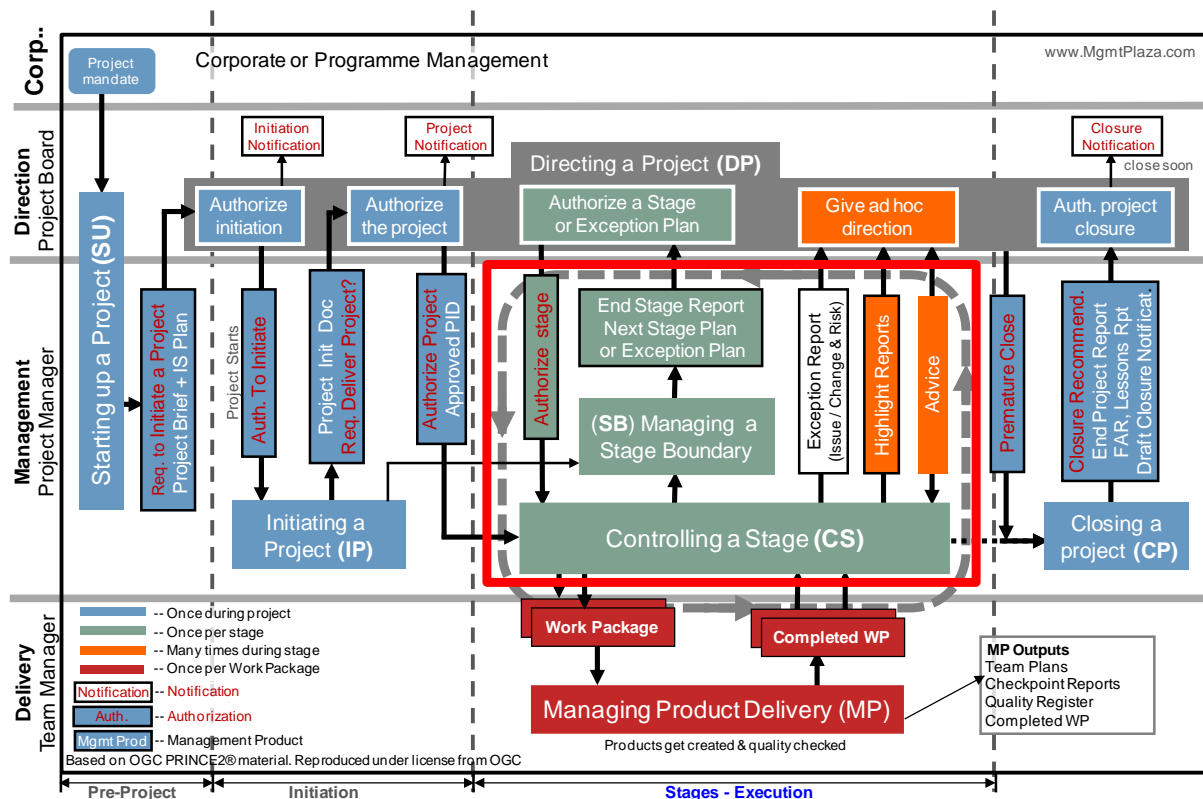 Corp..
Project
mandate
Corporate or Programme Management
www.MgmtPlaza.com
Direction
Project Board
Initiation
Notification
Project
Notification
Closure
Notification
close soon
Directing a Project (DP)
Authorize
initiation
Authorize
the project
Authorize a Stage
or Exception Plan
Give ad hoc
direction
Auth. project
closure
Management
Project Manager
Starting up a Project (SU)
Req. to Initiate a Project
Project Brief + IS Plan
Project Starts
Auth. To Initiate
Project Init Doc
Req. Deliver Project?
Authorize Project
Approved PID
Authorize stage
End Stage Report
Next Stage Plan
or Exception Plan
Exception Report
(Issue / Change & Risk)
Highlight Reports
Advice
Premature Close
Closure Recommend.
End Project Report
FAR, Lessons Rpt
Draft Closure Notificat.
(SB) Managing a
Stage Boundary
Initiating a
Project (IP)
Controlling a Stage (CS)
Closing a
project (CP)
Delivery
Team Manager
-- Once during project
-- Once per stage
-- Many times during stage
-- Once per Work Package
Notification -- Notification
Auth. -- Authorization
Mgmt Prod -- Management Product
Based on OGC PRINCE2® material. Reproduced under license from OGC
Work Package
Completed WP
Managing Product Delivery (MP)
Products get created & quality checked
MP Outputs
Team Plans
Checkpoint Reports
Quality Register
Completed WP
Pre-Project
Initiation
Stages - Execution